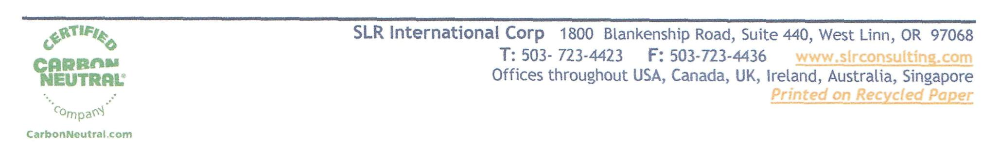 CERTIFIED
CARBON
NEUTRAL®
company
CarbonNeutral.com
SLR International Corp 1800 Blankenship Road, Suite 440, West Linn, OR 97068
T: 503- 723-4423 F: 503-723-4436 www.slrconsulting.com
Offices throughout USA, Canada, UK, Ireland, Australia, Singapore
Printed on Recycled Paper